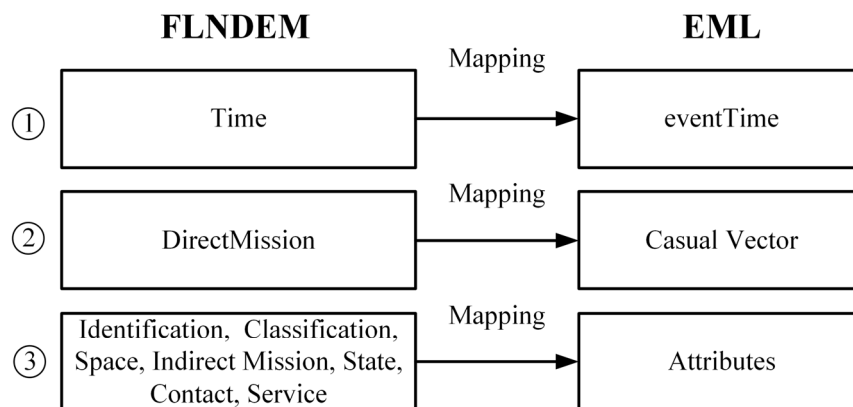 FLNDEM EML
Mapping
① Time eventTime
Mapping
② DirectMission Casual Vector
Mapping
③ Identification, Classification,
Space, Indirect Mission, State,
Contact, Service
Attributes